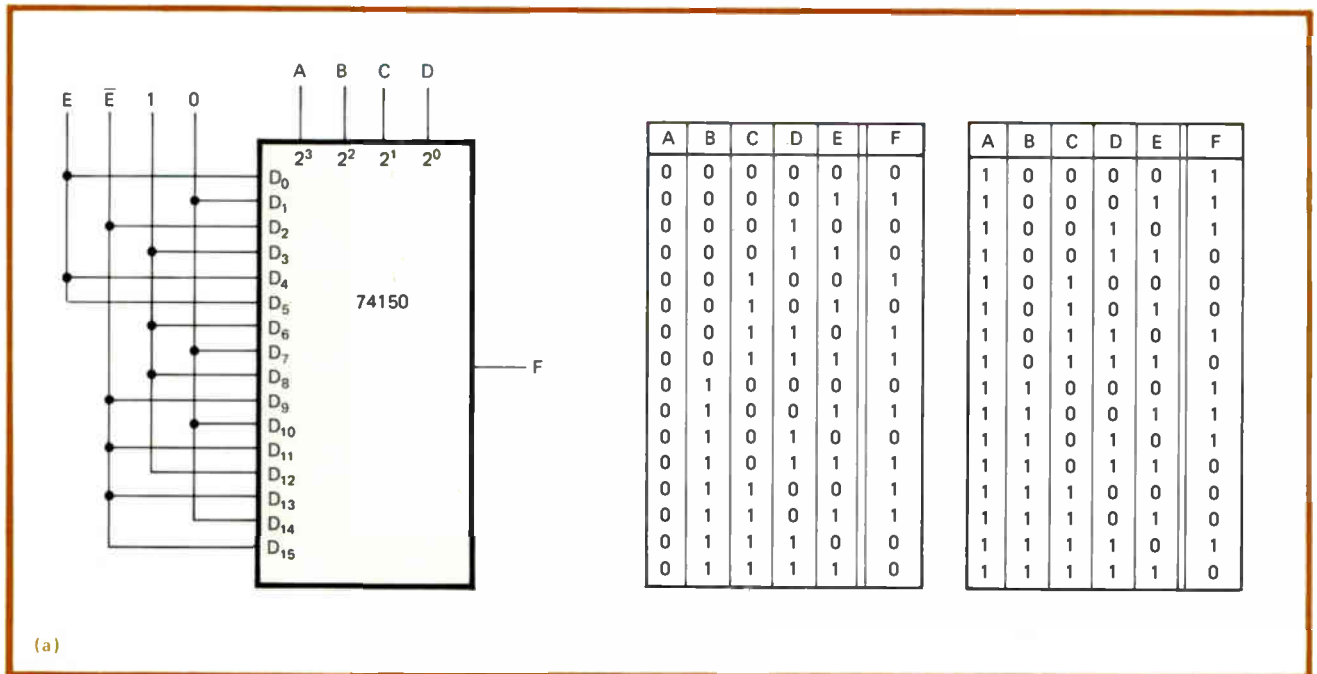 A B C D
E E̅ 1 0
2³ 2² 2¹ 2⁰
D₀
D₁
D₂
D₃
D₄
D₅
74150
D₆
D₇
D₈
F
D₉
D₁₀
D₁₁
D₁₂
D₁₃
D₁₄
D₁₅
A B C D E F
0 0 0 0 0 0
0 0 0 0 1 1
0 0 0 1 0 0
0 0 0 1 1 0
0 0 1 0 0 1
0 0 1 0 1 0
0 0 1 1 0 1
0 0 1 1 1 1
0 1 0 0 0 0
0 1 0 0 1 1
0 1 0 1 0 0
0 1 0 1 1 1
0 1 1 0 0 1
0 1 1 0 1 1
0 1 1 1 0 0
0 1 1 1 1 0
A B C D E F
1 0 0 0 0 1
1 0 0 0 1 1
1 0 0 1 0 1
1 0 0 1 1 0
1 0 1 0 0 0
1 0 1 0 1 0
1 0 1 1 0 1
1 0 1 1 1 0
1 1 0 0 0 1
1 1 0 0 1 1
1 1 0 1 0 1
1 1 0 1 1 0
1 1 1 0 0 0
1 1 1 0 1 0
1 1 1 1 0 1
1 1 1 1 1 0
(a)